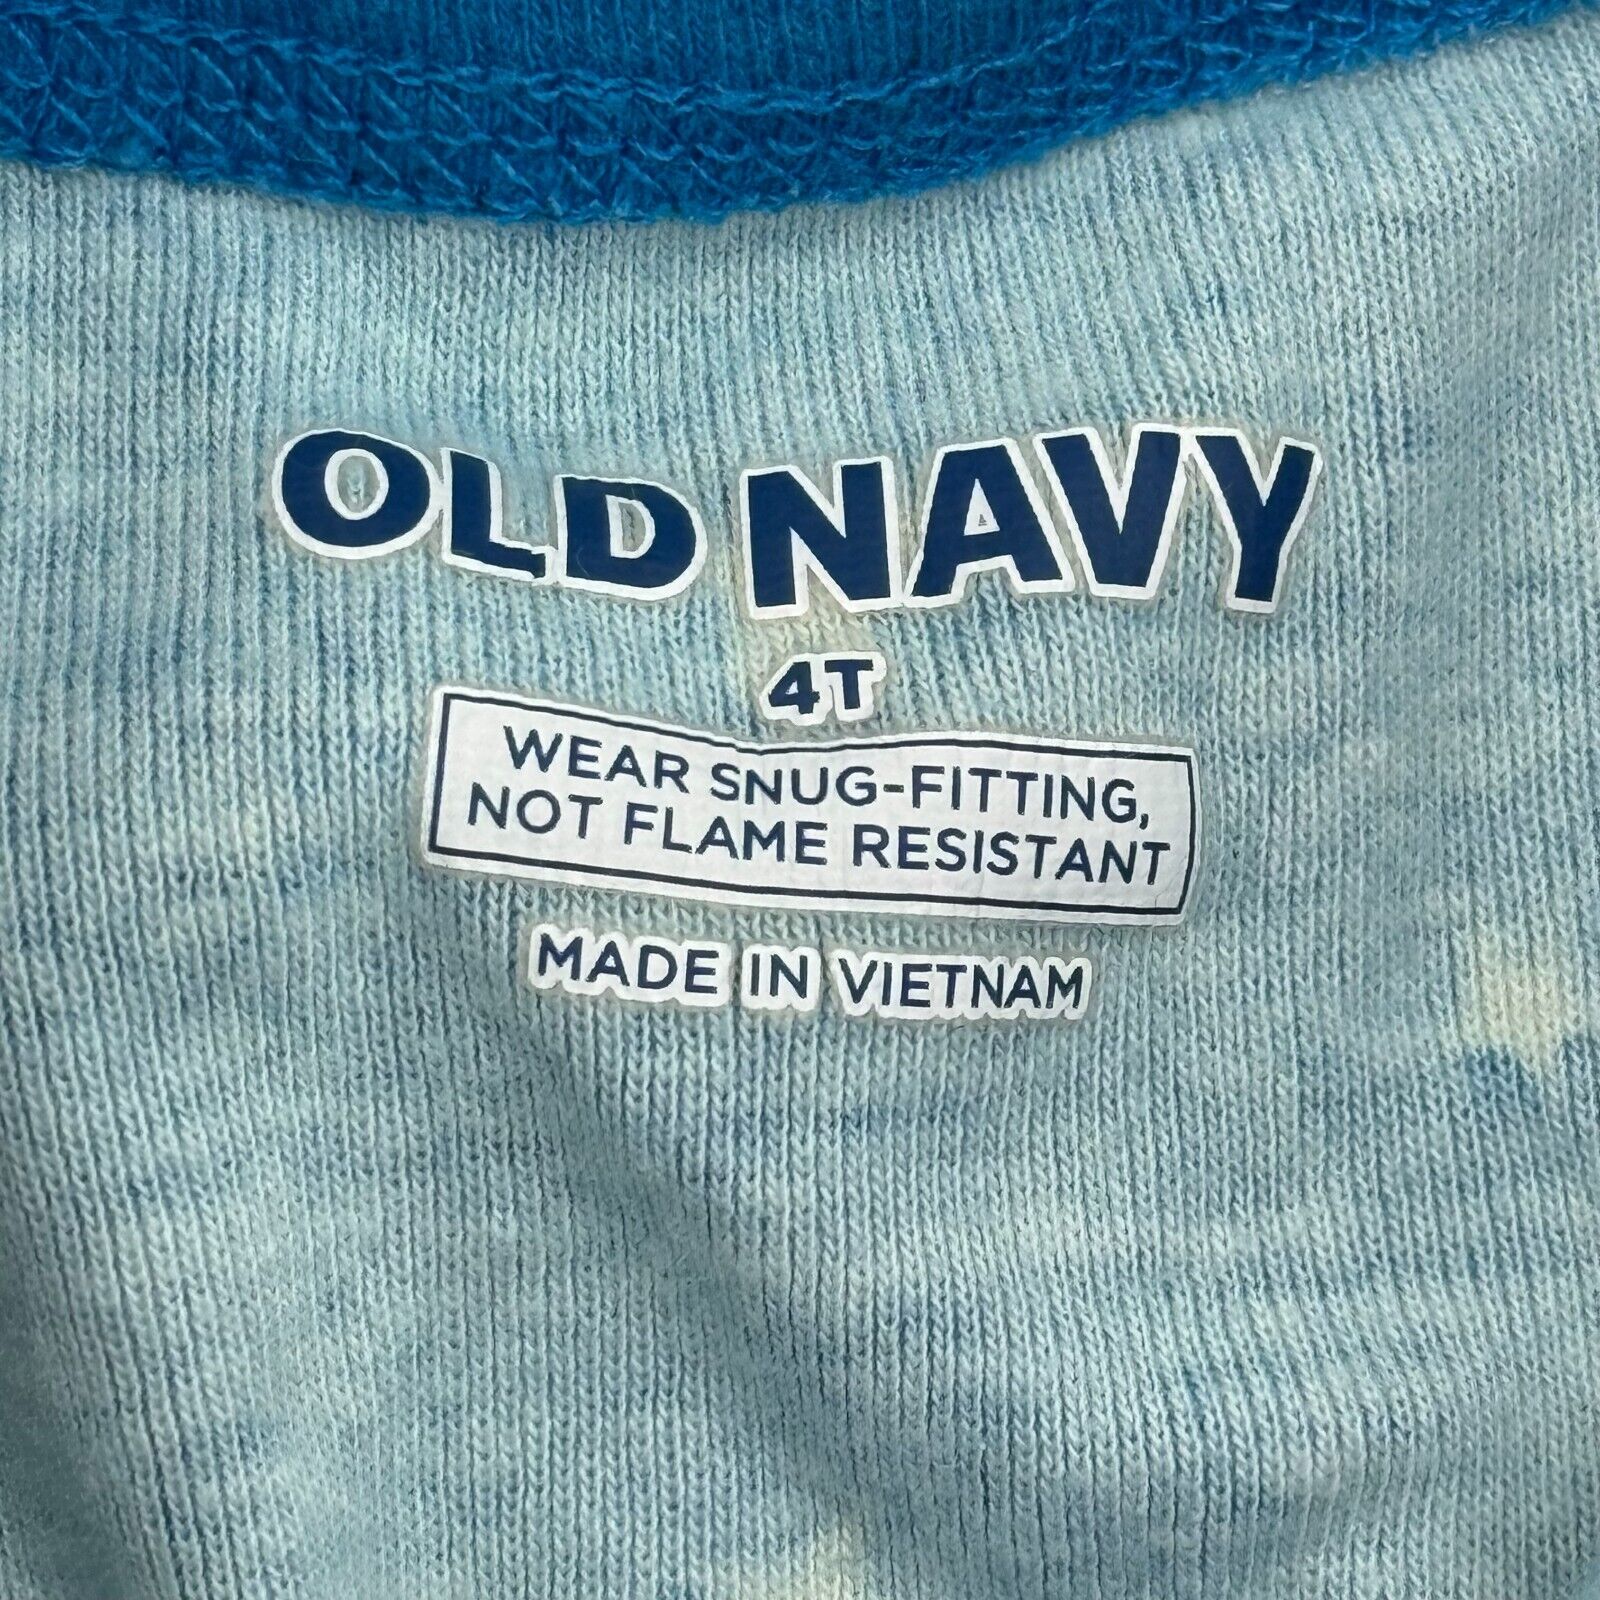 OLD NAVY
4T
WEAR SNUG-FITTING,
NOT FLAME RESISTANT
MADE IN VIETNAM